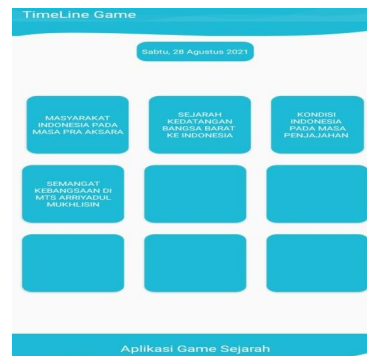 TimeLine Game
Sabtu, 28 Agustus 2021
MASYARAKAT
INDONESIA PADA
MASA PRA AKSARA
SEJARAH
KEDATANGAN
BANGSA BARAT
KE INDONESIA
KONDISI
INDONESIA
PADA MASA
PENJAJAHAN
SEMANGAT
KEBANGSAAN DI
MTS ARRIYADUL
MUKHLISIN
Aplikasi Game Sejarah